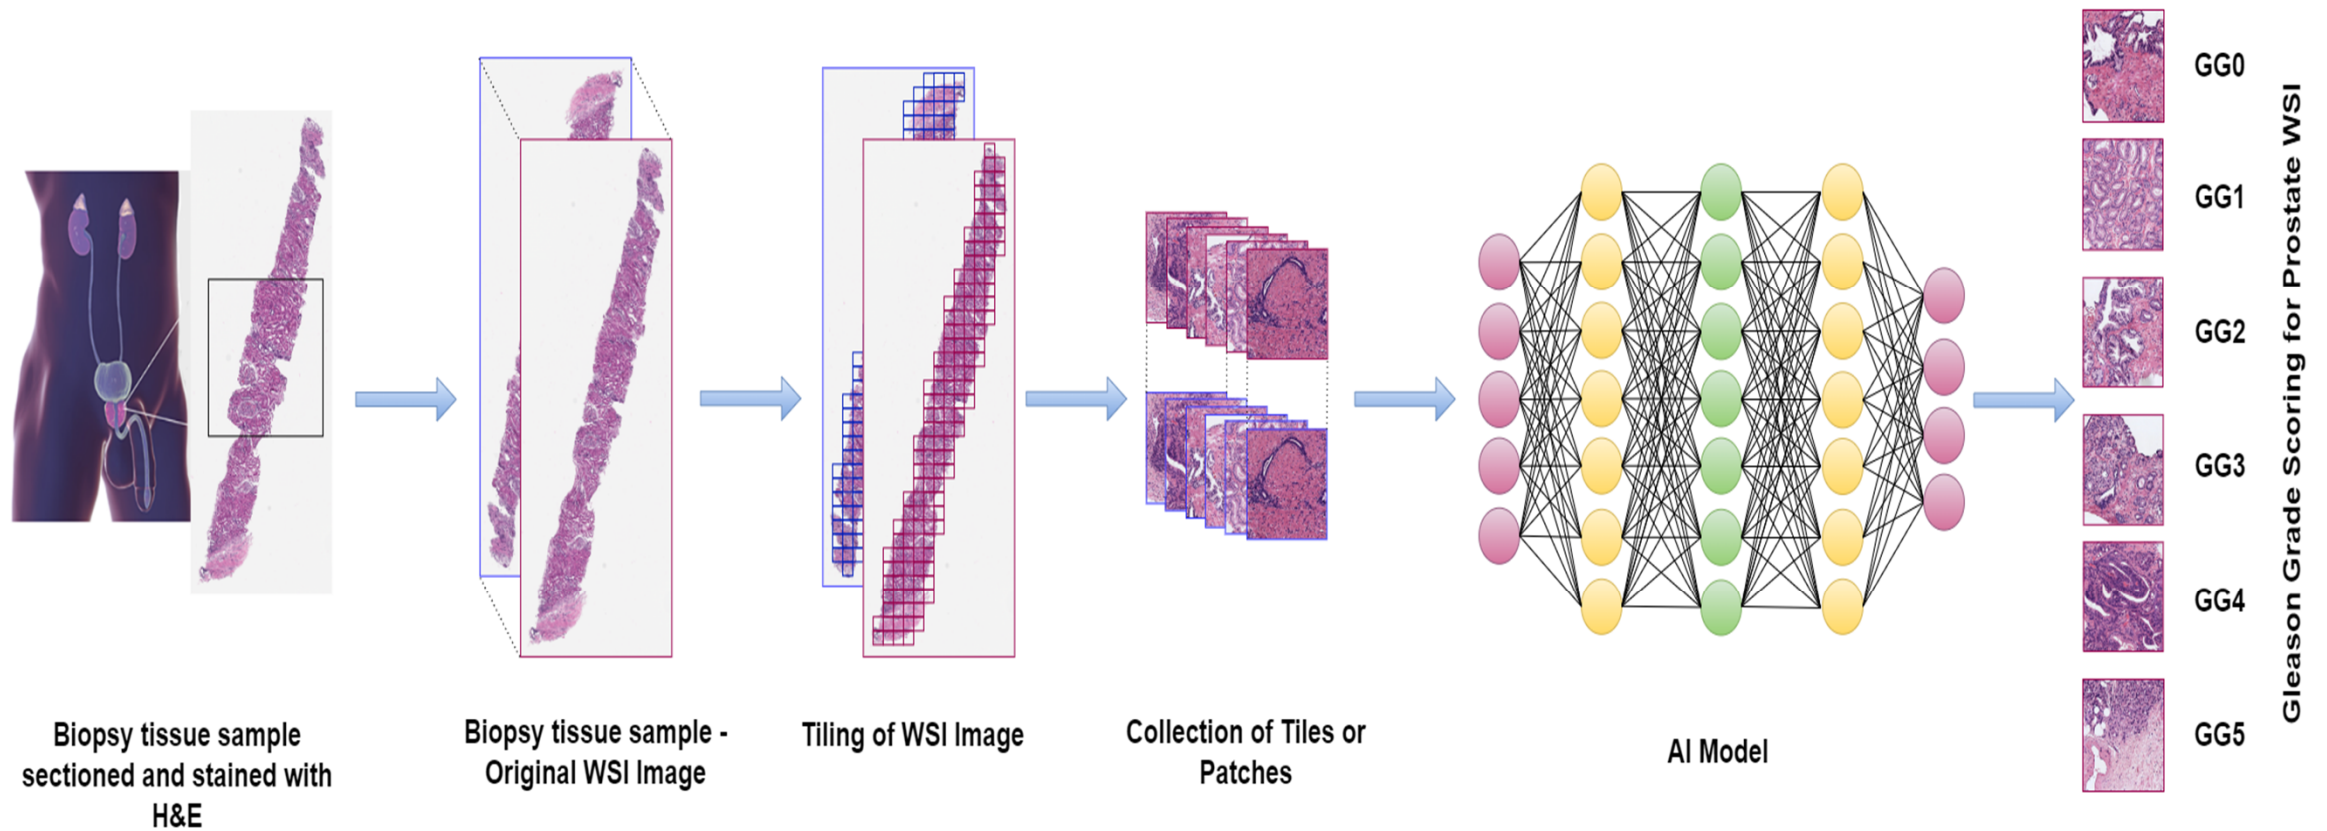 Biopsy tissue sample
sectioned and stained with
H&E
Biopsy tissue sample -
Original WSI Image
Tiling of WSI Image
Collection of Tiles or
Patches
AI Model
GG0
GG1
GG2
GG3
GG4
GG5
Gleason Grade Scoring for Prostate WSI